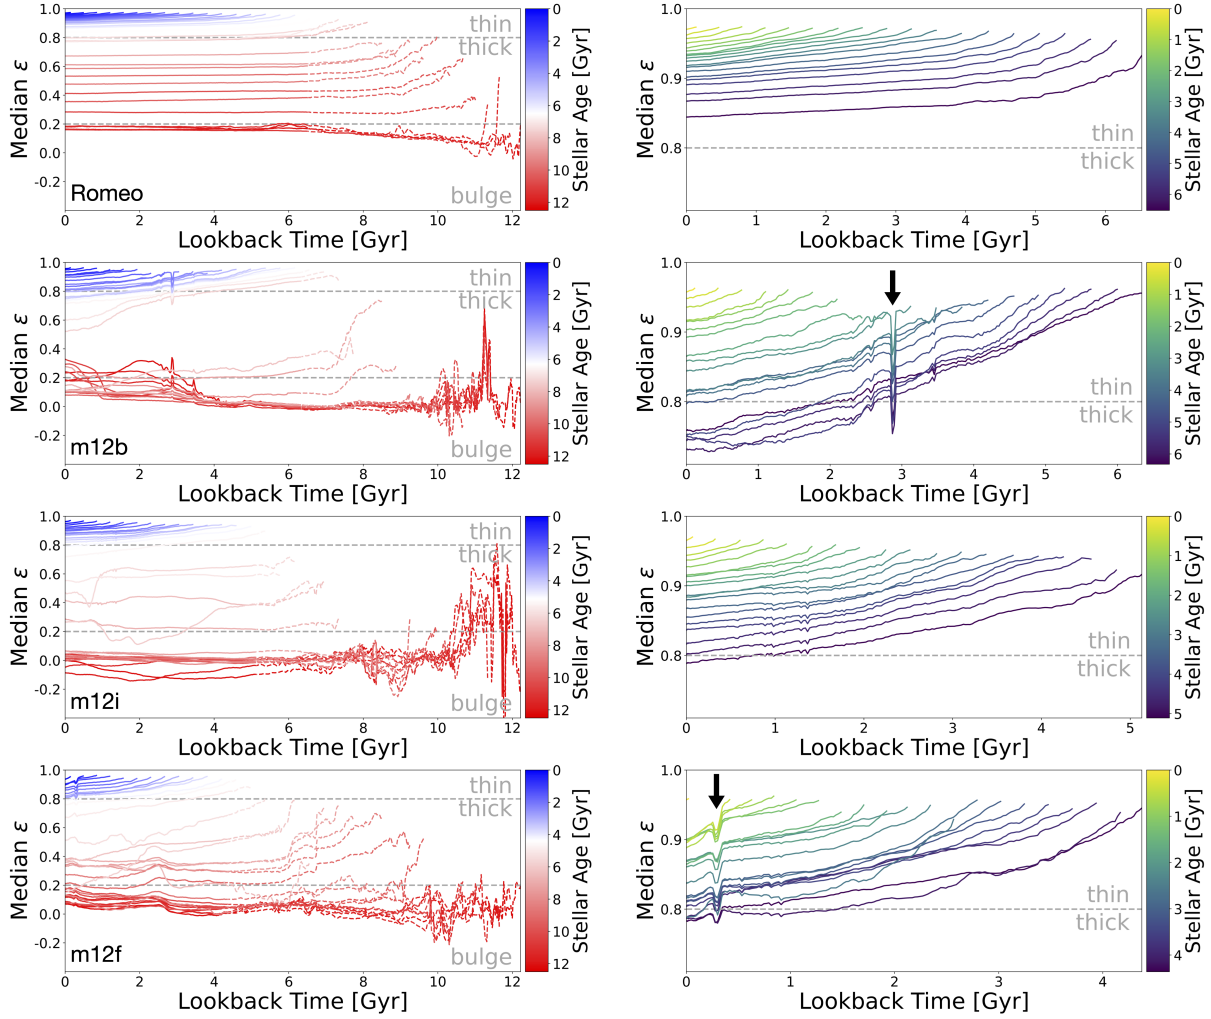 1.0
0.8
0.6
0.4
0.2
0.0
-0.2
Median ε
thin
thick
bulge
Romeo
0 2 4 6 8 10 12
Lookback Time [Gyr]
0
2
4
6
8
10
12
Stellar Age [Gyr]
1.0
0.9
0.8
Median ε
thin
thick
0 1 2 3 4 5 6
Lookback Time [Gyr]
0
1
2
3
4
5
6
Stellar Age [Gyr]
1.0
0.8
0.6
0.4
0.2
0.0
-0.2
Median ε
thin
thick
bulge
m12b
0 2 4 6 8 10 12
Lookback Time [Gyr]
0
2
4
6
8
10
12
Stellar Age [Gyr]
1.0
0.9
0.8
Median ε
thin
thick
0 1 2 3 4 5 6
Lookback Time [Gyr]
0
1
2
3
4
5
6
Stellar Age [Gyr]
1.0
0.8
0.6
0.4
0.2
0.0
-0.2
Median ε
thin
thick
bulge
m12i
0 2 4 6 8 10 12
Lookback Time [Gyr]
0
2
4
6
8
10
12
Stellar Age [Gyr]
1.0
0.9
0.8
Median ε
thin
thick
0 1 2 3 4 5
Lookback Time [Gyr]
0
1
2
3
4
5
Stellar Age [Gyr]
1.0
0.8
0.6
0.4
0.2
0.0
-0.2
Median ε
thin
thick
bulge
m12f
0 2 4 6 8 10 12
Lookback Time [Gyr]
0
2
4
6
8
10
12
Stellar Age [Gyr]
1.0
0.9
0.8
Median ε
thin
thick
0 1 2 3 4
Lookback Time [Gyr]
0
1
2
3
4
Stellar Age [Gyr]